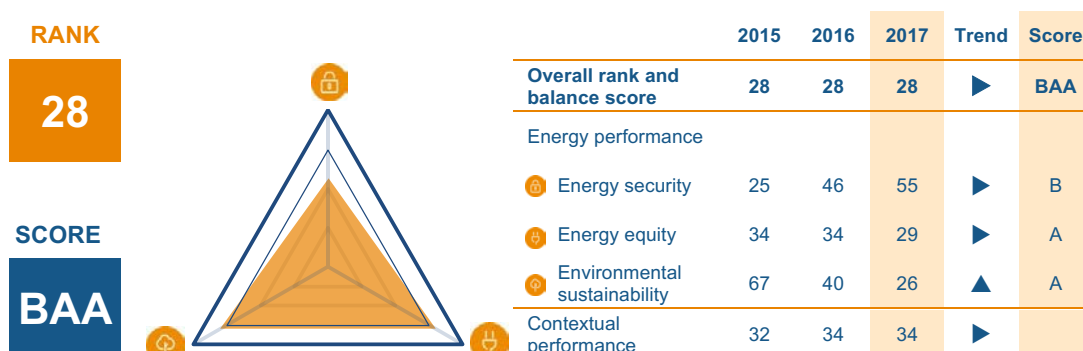 RANK
28
SCORE
BAA
2015 2016 2017 Trend Score
Overall rank and
balance score 28 28 28 BAA
Energy performance
Energy security 25 46 55 B
Energy equity 34 34 29 A
Environmental
sustainability 67 40 26 A
Contextual
performance 32 34 34